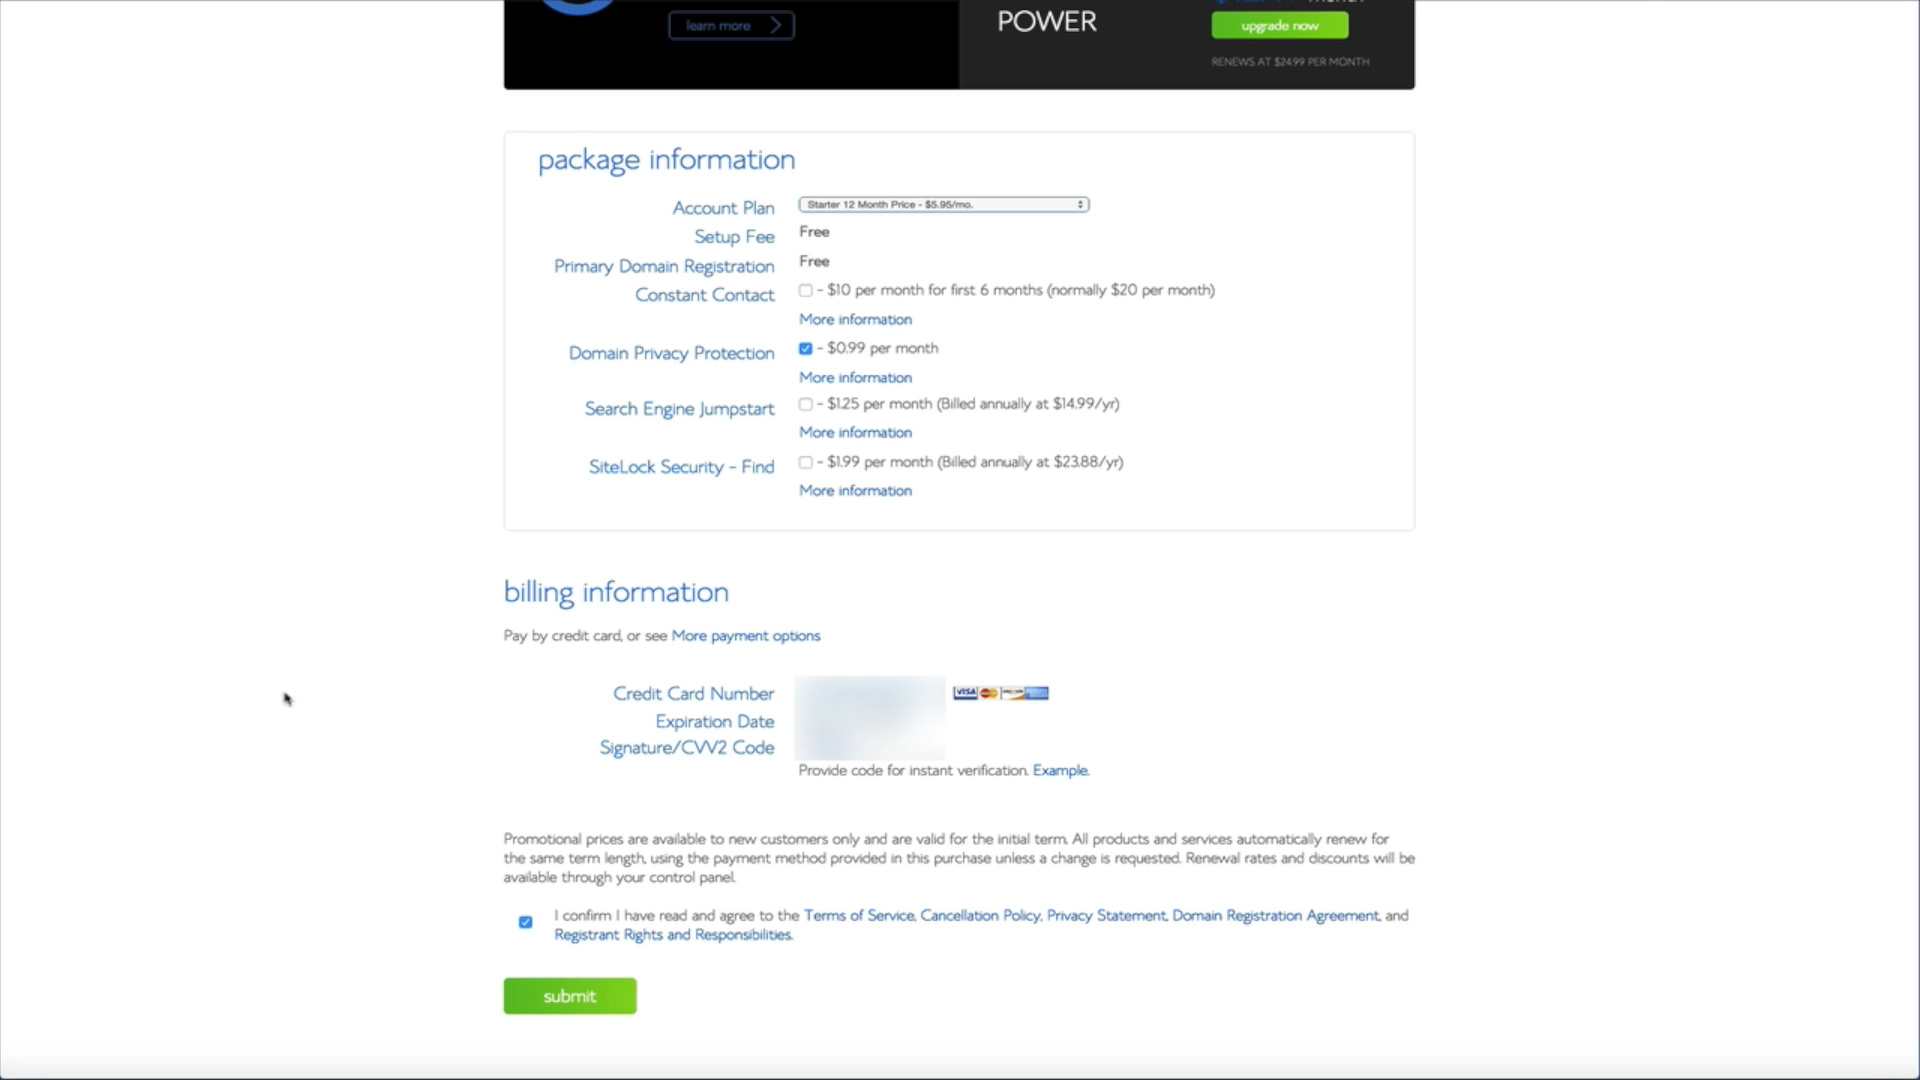 learn more
POWER
upgrade now
RENEWS AT $24.99 PER MONTH
package information
Account Plan Starter 12 Month Price - $5.95/mo.
Setup Fee Free
Primary Domain Registration Free
Constant Contact - $10 per month for first 6 months (normally $20 per month)
More information
Domain Privacy Protection - $0.99 per month
More information
Search Engine Jumpstart - $1.25 per month (Billed annually at $14.99/yr)
More information
SiteLock Security - Find - $1.99 per month (Billed annually at $23.88/yr)
More information
billing information
Pay by credit card, or see More payment options
Credit Card Number VISA
Expiration Date
Signature/CVV2 Code
Provide code for instant verification. Example.
Promotional prices are available to new customers only and are valid for the initial term. All products and services automatically renew for
the same term length, using the payment method provided in this purchase unless a change is requested. Renewal rates and discounts will be
available through your control panel.
I confirm I have read and agree to the Terms of Service, Cancellation Policy, Privacy Statement, Domain Registration Agreement, and
Registrant Rights and Responsibilities.
submit